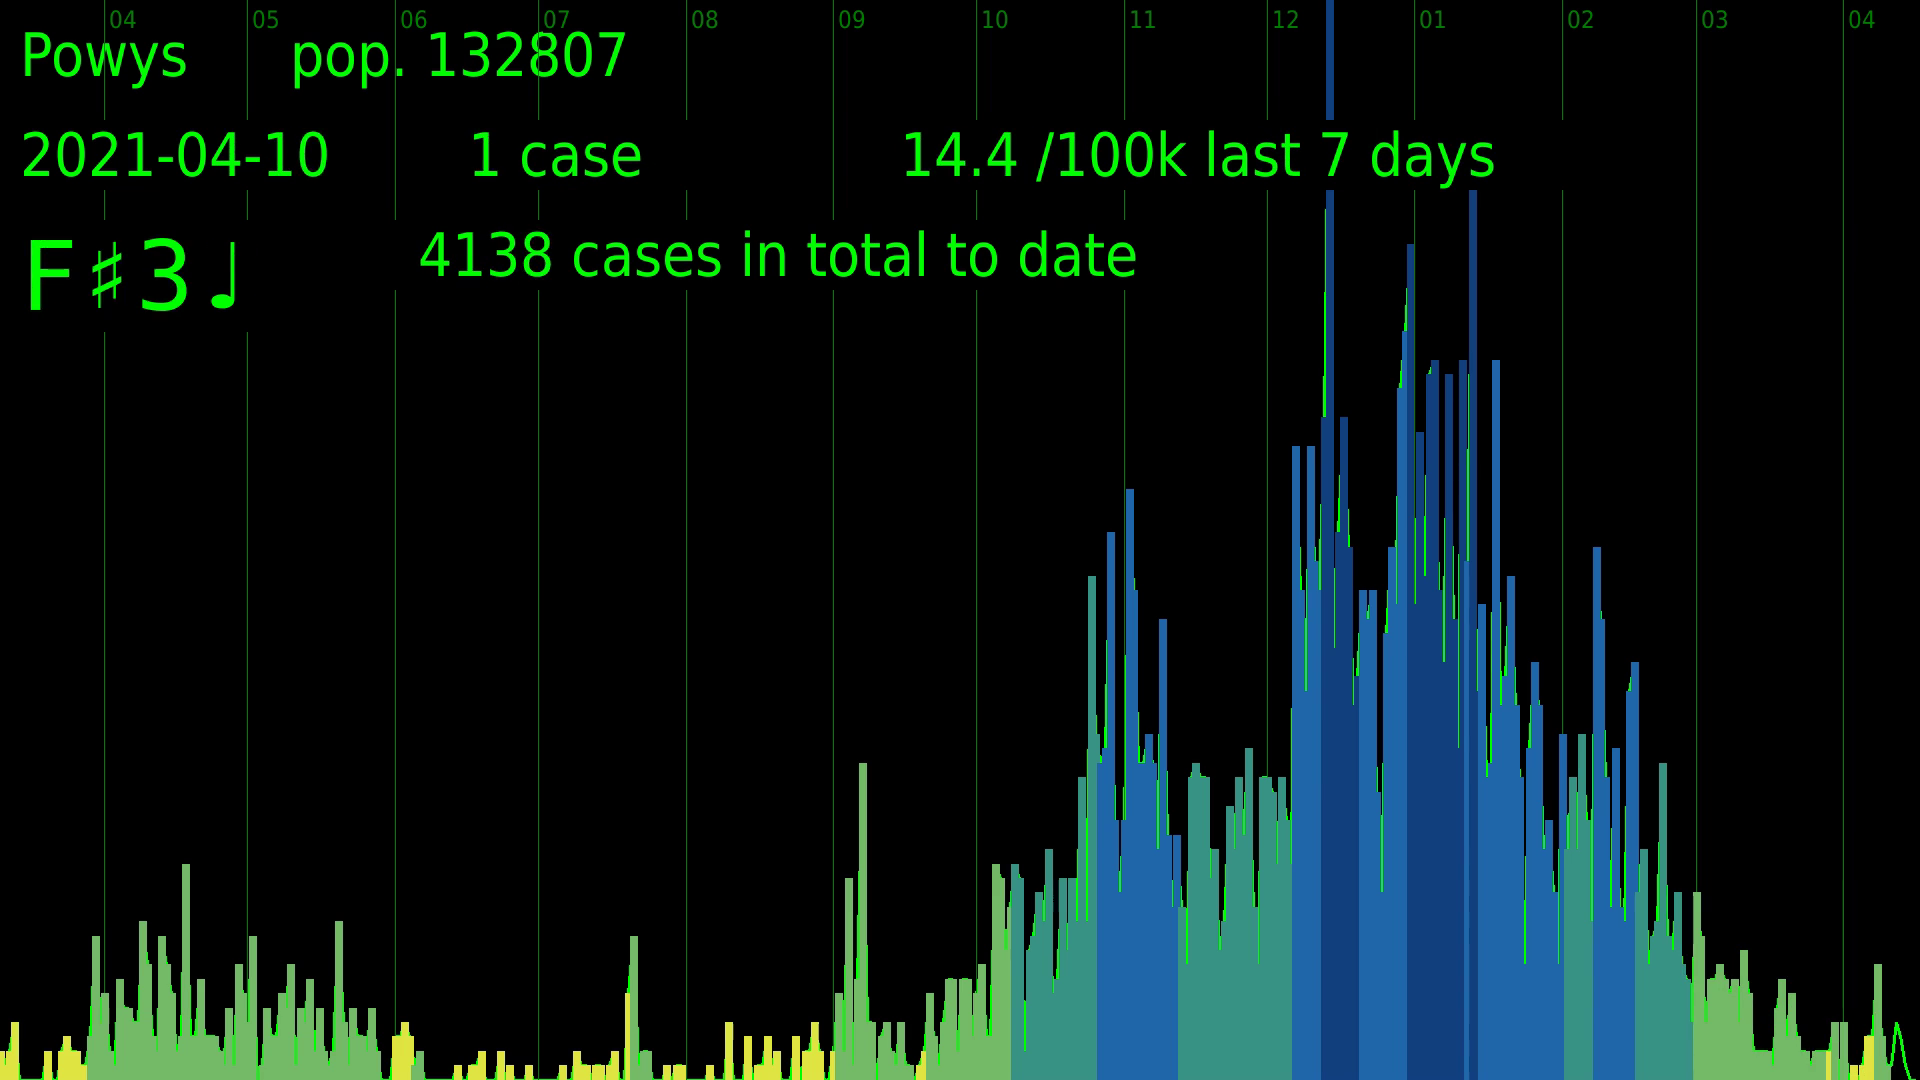 04 05 06 07 08 09 10 11 12 01 02 03 04
Powys pop. 132807
2021-04-10 1 case 14.4 /100k last 7 days
F♯3♩ 4138 cases in total to date